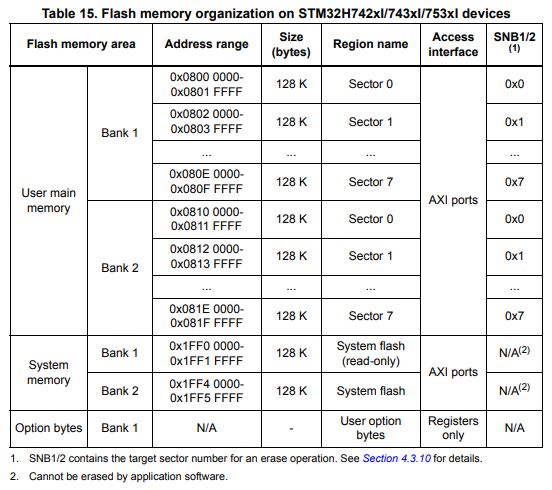 Table 15. Flash memory organization on STM32H742xI/743xI/753xI devices
Flash memory area Address range Size (bytes) Region name Access interface SNB1/2 (1)
User main memory Bank 1 0x0800 0000- 0x0801 FFFF 128 K Sector 0 AXI ports 0x0
0x0802 0000- 0x0803 FFFF 128 K Sector 1 0x1
... ... ... ...
0x080E 0000- 0x080F FFFF 128 K Sector 7 0x7
Bank 2 0x0810 0000- 0x0811 FFFF 128 K Sector 0 0x0
0x0812 0000- 0x0813 FFFF 128 K Sector 1 0x1
... ... ... ...
0x081E 0000- 0x081F FFFF 128 K Sector 7 0x7
System memory Bank 1 0x1FF0 0000- 0x1FF1 FFFF 128 K System flash (read-only) AXI ports N/A(2)
Bank 2 0x1FF4 0000- 0x1FF5 FFFF 128 K System flash N/A(2)
Option bytes Bank 1 N/A - User option bytes Registers only N/A
1. SNB1/2 contains the target sector number for an erase operation. See Section 4.3.10 for details.
2. Cannot be erased by application software.